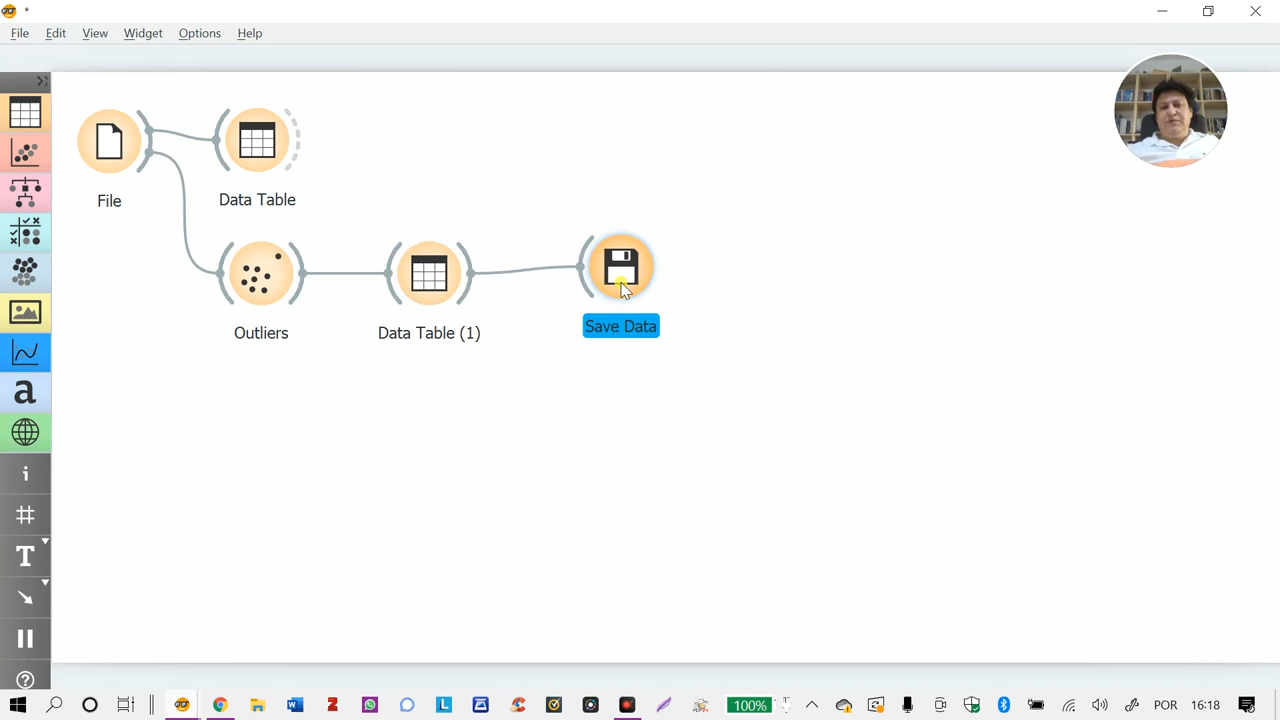 *
File Edit View Widget Options Help
File
Data Table
Outliers
Data Table (1)
Save Data
a
i
#
T
?
Z
L
100%
POR
16:18